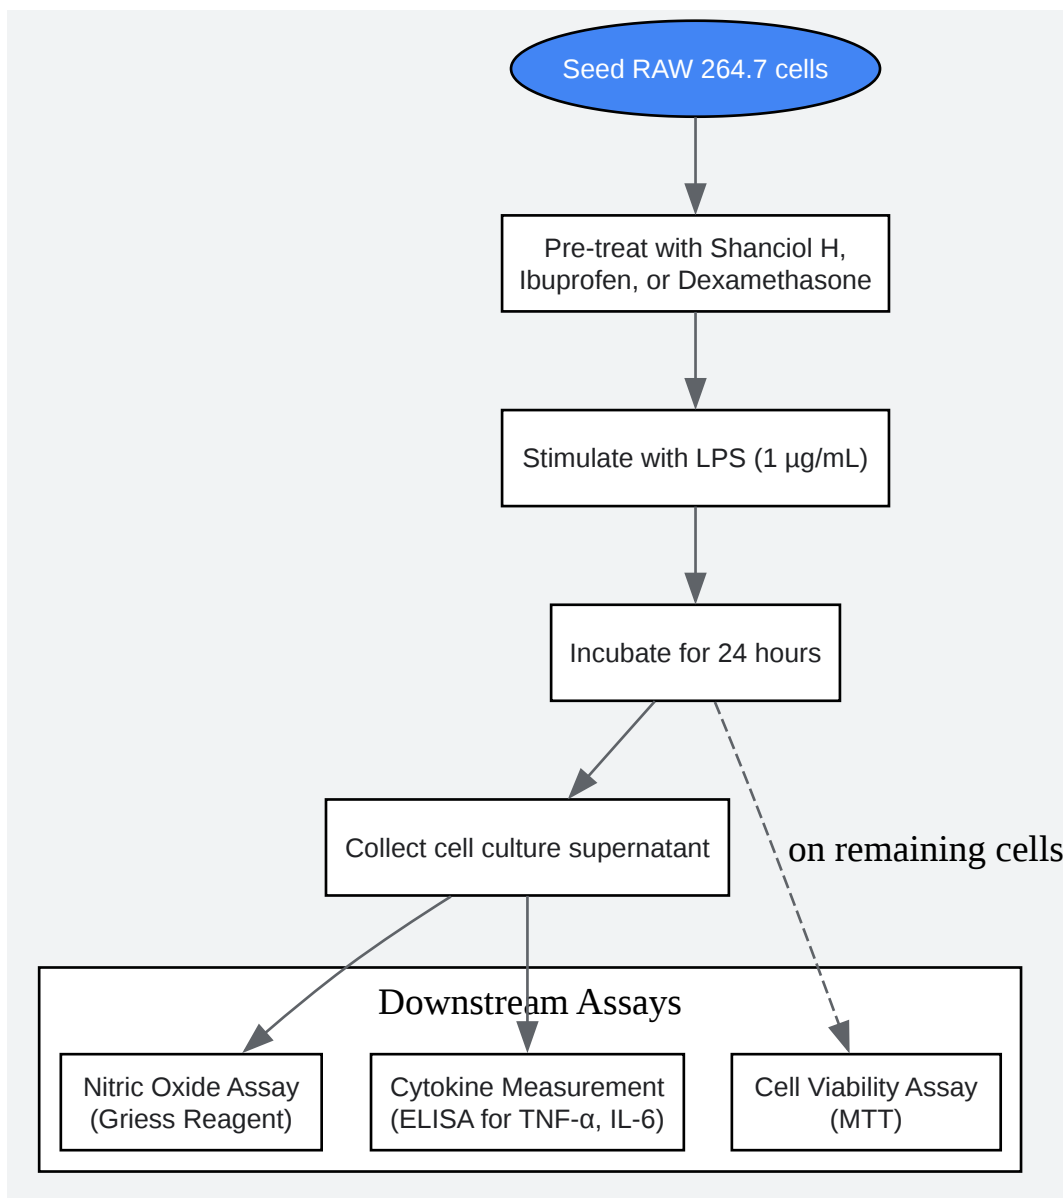 Seed RAW 264.7 cells
Pre-treat with Shanciol H,
Ibuprofen, or Dexamethasone
Stimulate with LPS (1 µg/mL)
Incubate for 24 hours
Collect cell culture supernatant
on remaining cells
Downstream Assays
Nitric Oxide Assay
(Griess Reagent)
Cytokine Measurement
(ELISA for TNF-α, IL-6)
Cell Viability Assay
(MTT)